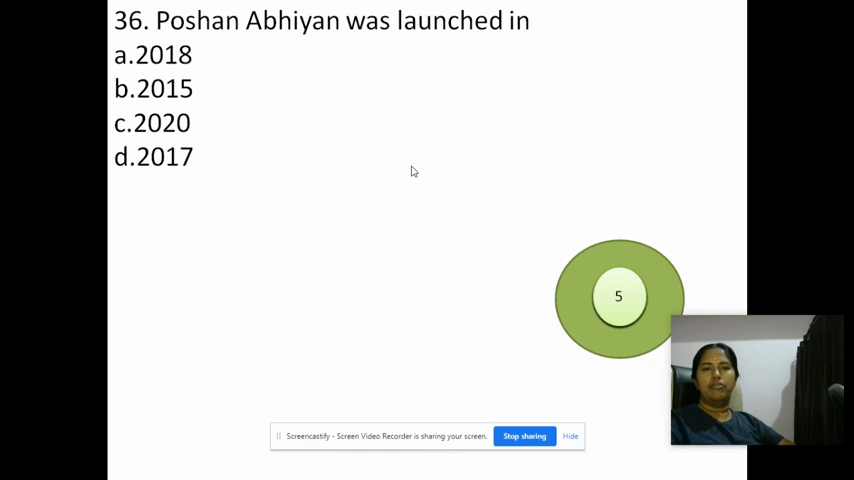 36. Poshan Abhiyan was launched in
a.2018
b.2015
c.2020
d.2017
5
Screencastify - Screen Video Recorder is sharing your screen. Stop sharing Hide